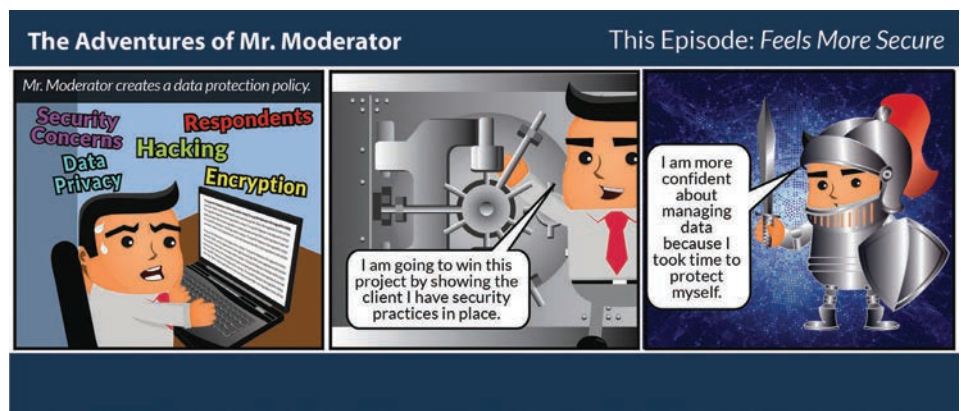 The Adventures of Mr. Moderator
This Episode: Feels More Secure
Mr. Moderator creates a data protection policy.
Security
Concerns
Respondents
Hacking
Data
Privacy
Encryption
I am going to win this
project by showing the
client I have security
practices in place.
I am more
confident
about
managing
data
because I
took time to
protect
myself.